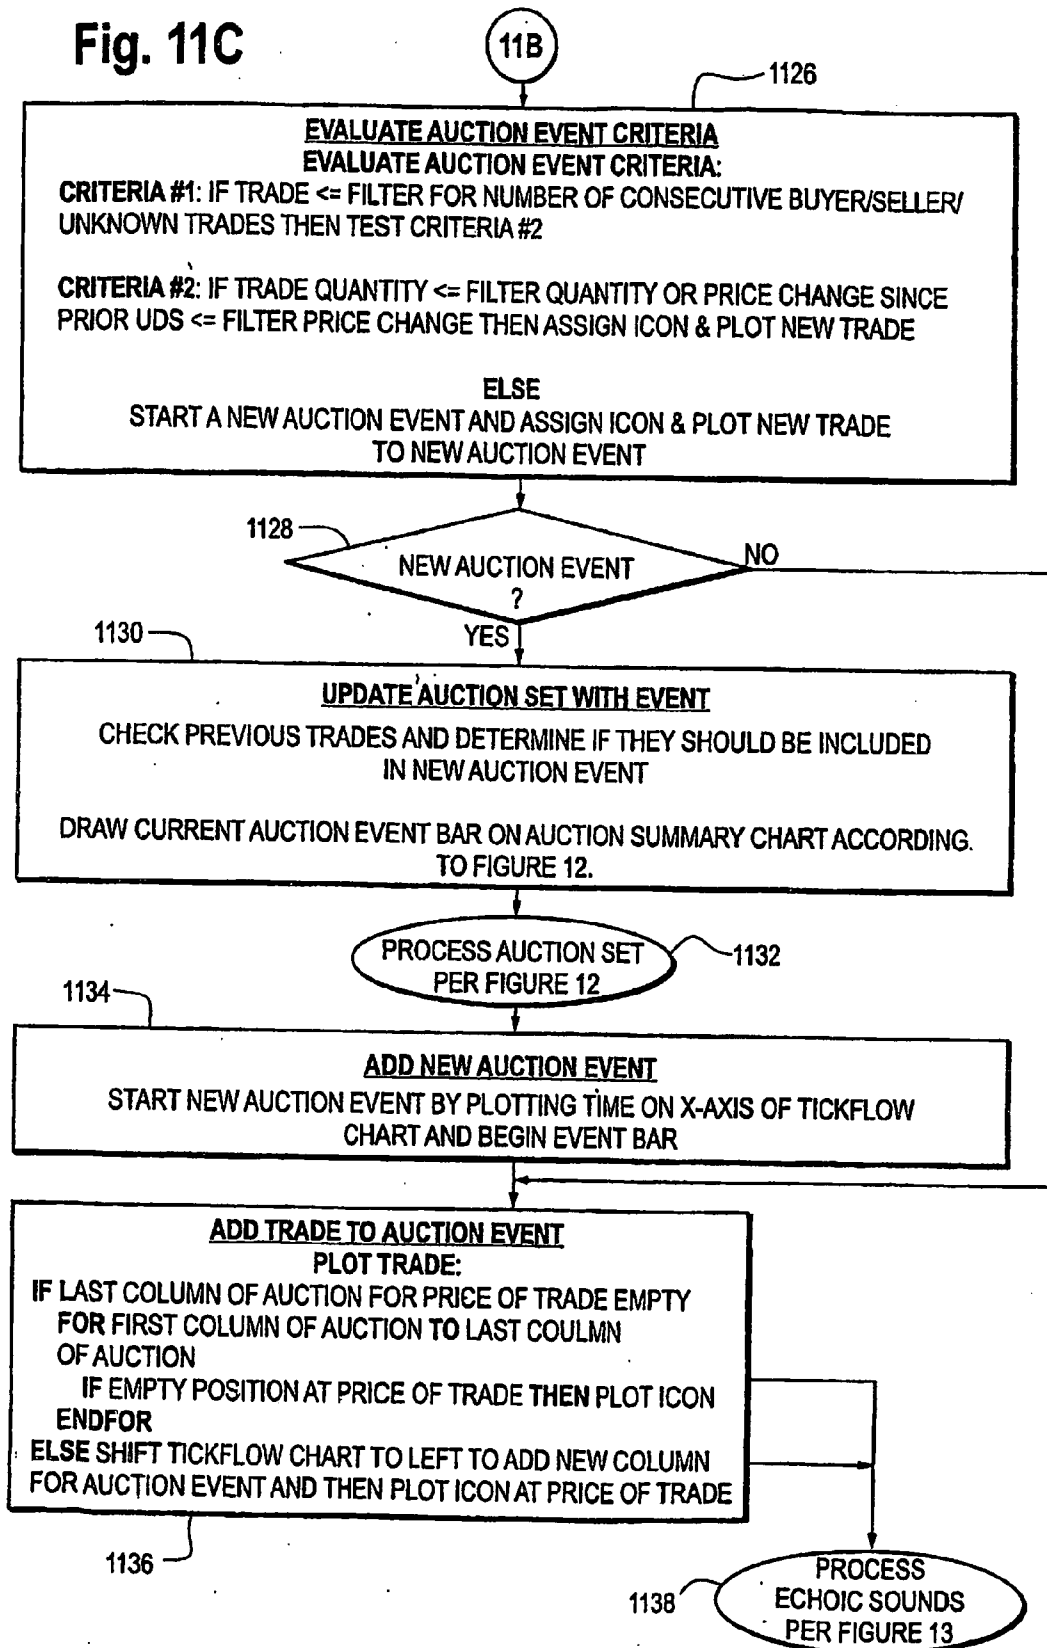 Fig. 11C
11B
1126
EVALUATE AUCTION EVENT CRITERIA
EVALUATE AUCTION EVENT CRITERIA:
CRITERIA #1: IF TRADE <= FILTER FOR NUMBER OF CONSECUTIVE BUYER/SELLER/
UNKNOWN TRADES THEN TEST CRITERIA #2
CRITERIA #2: IF TRADE QUANTITY <= FILTER QUANTITY OR PRICE CHANGE SINCE
PRIOR UDS <= FILTER PRICE CHANGE THEN ASSIGN ICON & PLOT NEW TRADE
ELSE
START A NEW AUCTION EVENT AND ASSIGN ICON & PLOT NEW TRADE
TO NEW AUCTION EVENT
1128
NEW AUCTION EVENT
?
NO
YES
1130
UPDATE AUCTION SET WITH EVENT
CHECK PREVIOUS TRADES AND DETERMINE IF THEY SHOULD BE INCLUDED
IN NEW AUCTION EVENT
DRAW CURRENT AUCTION EVENT BAR ON AUCTION SUMMARY CHART ACCORDING.
TO FIGURE 12.
PROCESS AUCTION SET
PER FIGURE 12
1132
1134
ADD NEW AUCTION EVENT
START NEW AUCTION EVENT BY PLOTTING TIME ON X-AXIS OF TICKFLOW
CHART AND BEGIN EVENT BAR
ADD TRADE TO AUCTION EVENT
PLOT TRADE:
IF LAST COLUMN OF AUCTION FOR PRICE OF TRADE EMPTY
FOR FIRST COLUMN OF AUCTION TO LAST COULMN
OF AUCTION
IF EMPTY POSITION AT PRICE OF TRADE THEN PLOT ICON
ENDFOR
ELSE SHIFT TICKFLOW CHART TO LEFT TO ADD NEW COLUMN
FOR AUCTION EVENT AND THEN PLOT ICON AT PRICE OF TRADE
1136
1138
PROCESS
ECHOIC SOUNDS
PER FIGURE 13